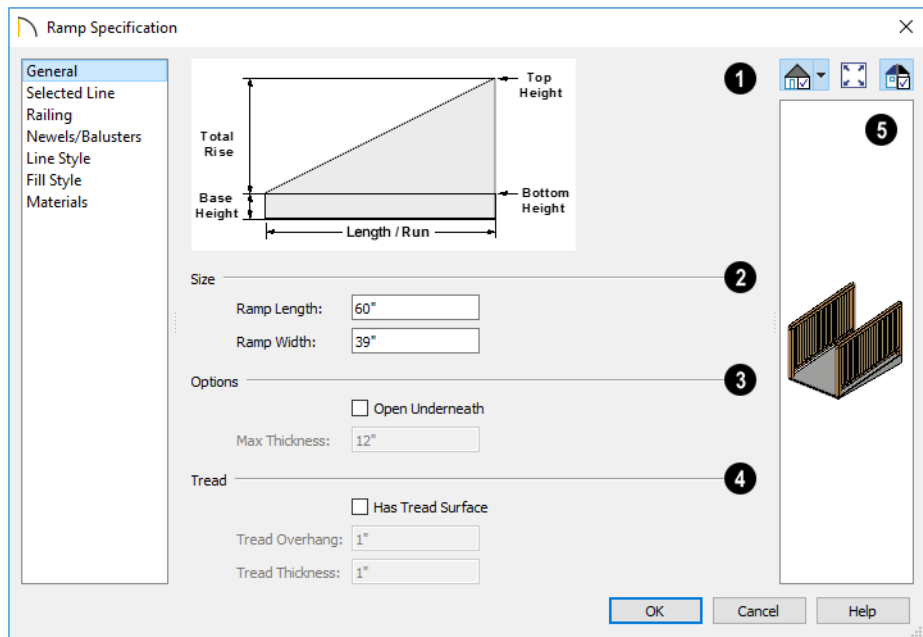 Ramp Specification
General
Selected Line
Railing
Newels/Balusters
Line Style
Fill Style
Materials
Top
Height
Total
Rise
Base
Height
Bottom
Height
Length / Run
1
5
Size
2
Ramp Length: 60"
Ramp Width: 39"
Options
3
Open Underneath
Max Thickness: 12"
Tread
4
Has Tread Surface
Tread Overhang: 1"
Tread Thickness: 1"
OK Cancel Help